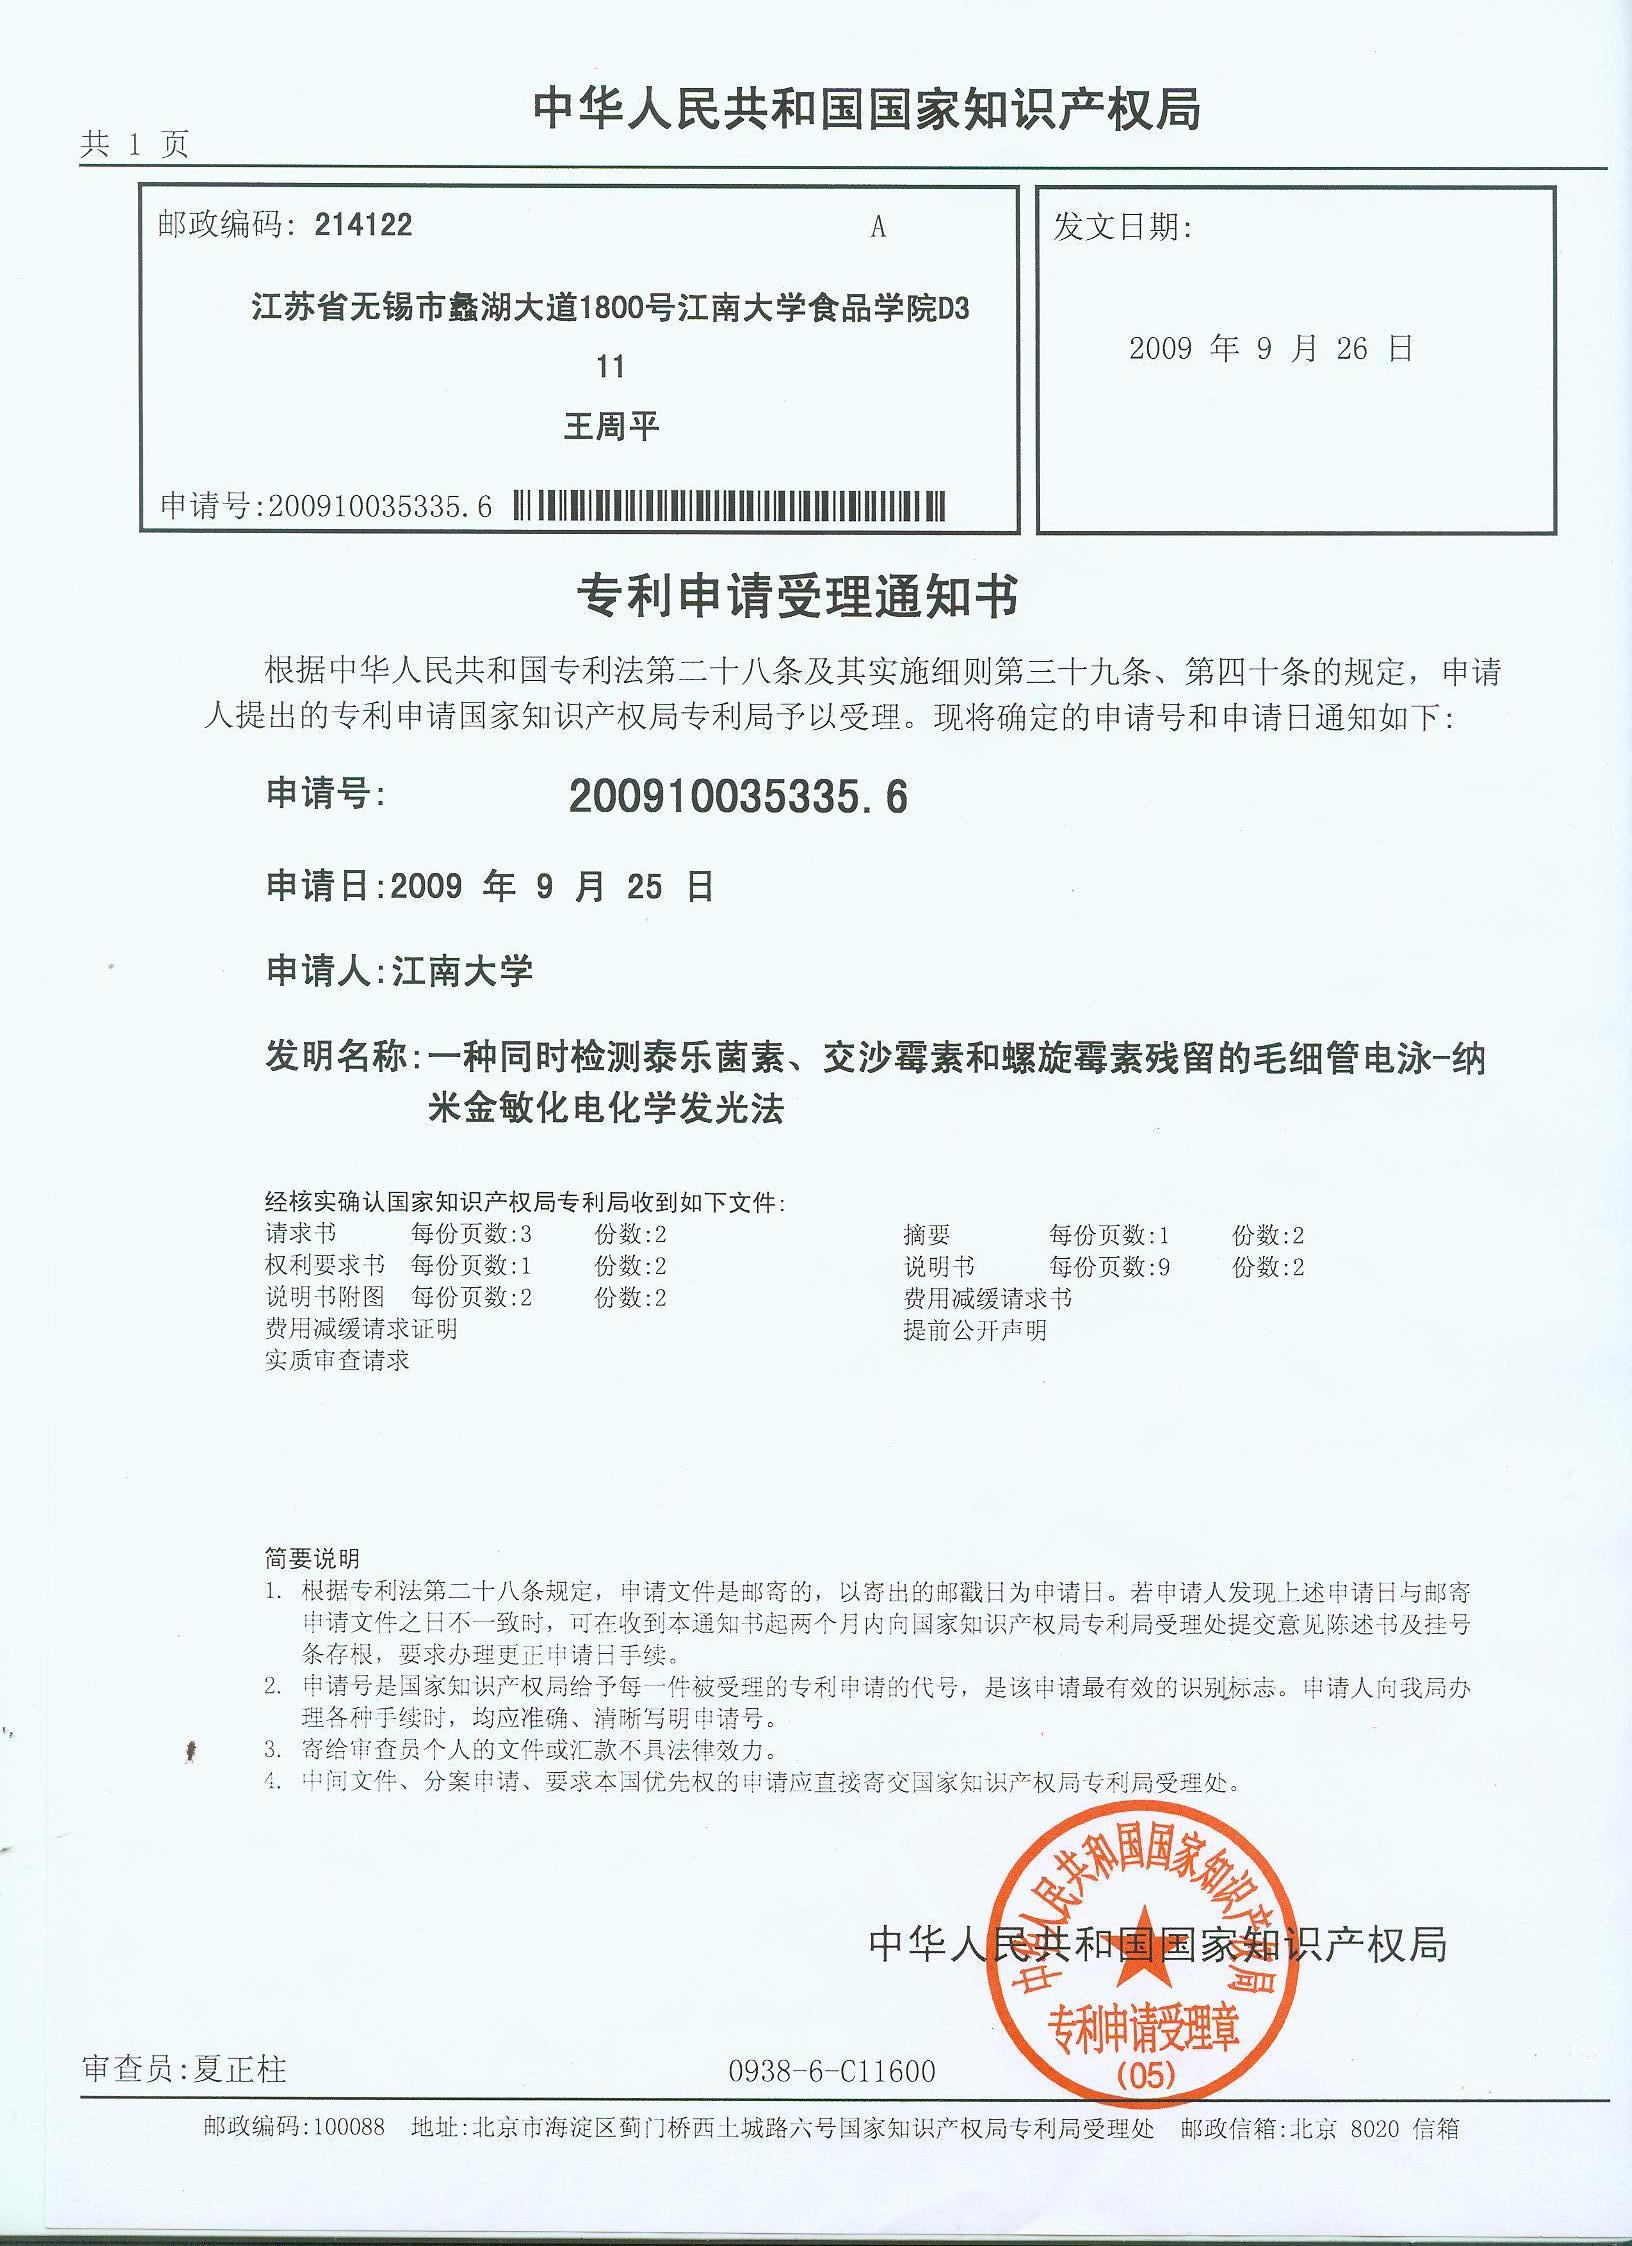 中华人民共和国国家知识产权局
共 1 页
邮政编码: 214122 A
江苏省无锡市蠡湖大道1800号江南大学食品学院D3
11
王周平
申请号:200910035335.6
发文日期:
2009 年 9 月 26 日
专利申请受理通知书
根据中华人民共和国专利法第二十八条及其实施细则第三十九条、第四十条的规定，申请
人提出的专利申请国家知识产权局专利局予以受理。现将确定的申请号和申请日通知如下:
申请号: 200910035335.6
申请日:2009 年 9 月 25 日
申请人:江南大学
发明名称:一种同时检测泰乐菌素、交沙霉素和螺旋霉素残留的毛细管电泳-纳
米金敏化电化学发光法
经核实确认国家知识产权局专利局收到如下文件:
请求书 每份页数:3 份数:2 摘要 每份页数:1 份数:2
权利要求书 每份页数:1 份数:2 说明书 每份页数:9 份数:2
说明书附图 每份页数:2 份数:2 费用减缓请求书
费用减缓请求证明 提前公开声明
实质审查请求
简要说明
1. 根据专利法第二十八条规定，申请文件是邮寄的，以寄出的邮戳日为申请日。若申请人发现上述申请日与邮寄
申请文件之日不一致时，可在收到本通知书起两个月内向国家知识产权局专利局受理处提交意见陈述书及挂号
条存根，要求办理更正申请日手续。
2. 申请号是国家知识产权局给予每一件被受理的专利申请的代号，是该申请最有效的识别标志。申请人向我局办
理各种手续时，均应准确、清晰写明申请号。
3. 寄给审查员个人的文件或汇款不具法律效力。
4. 中间文件、分案申请、要求本国优先权的申请应直接寄交国家知识产权局专利局受理处。
中华人民共和国国家知识产权局
中华人民共和国国家知识产权局
专利申请受理章
(05)
审查员:夏正柱 0938-6-C11600
邮政编码:100088 地址:北京市海淀区蓟门桥西土城路六号国家知识产权局专利局受理处 邮政信箱:北京 8020 信箱